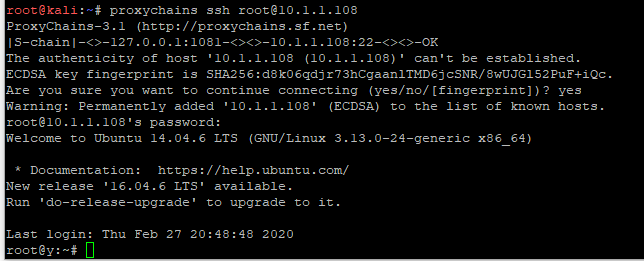 root@kali:~# proxychains ssh root@10.1.1.108
ProxyChains-3.1 (http://proxychains.sf.net)
|S-chain|-<>-127.0.0.1:1081-<><>-10.1.1.108:22-<><>-OK
The authenticity of host '10.1.1.108 (10.1.1.108)' can't be established.
ECDSA key fingerprint is SHA256:d8k06qdjr73hCgaanlTMD6jcSNR/8wUJGl52PuF+iQc.
Are you sure you want to continue connecting (yes/no/[fingerprint])? yes
Warning: Permanently added '10.1.1.108' (ECDSA) to the list of known hosts.
root@10.1.1.108's password:
Welcome to Ubuntu 14.04.6 LTS (GNU/Linux 3.13.0-24-generic x86_64)
* Documentation:  https://help.ubuntu.com/
New release '16.04.6 LTS' available.
Run 'do-release-upgrade' to upgrade to it.
Last login: Thu Feb 27 20:48:48 2020
root@y:~#